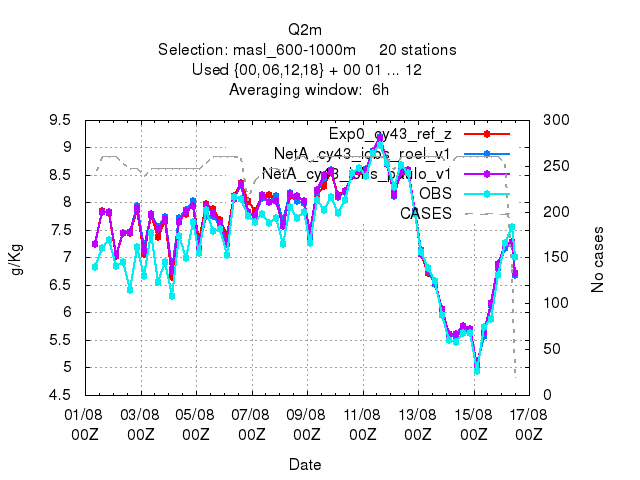 Q2m
Selection: masl_600-1000m 20 stations
Used {00,06,12,18} + 00 01 ... 12
Averaging window: 6h
Exp0_cy43_ref_z
NetA_cy43_iobs_roel_v1
NetA_cy43_iobs_paulo_v1
OBS
CASES
9.5
9
8.5
8
7.5
7
6.5
6
5.5
5
4.5
g/Kg
300
250
200
150
100
50
0
No cases
01/08 03/08 05/08 07/08 09/08 11/08 13/08 15/08 17/08
00Z 00Z 00Z 00Z 00Z 00Z 00Z 00Z 00Z
Date